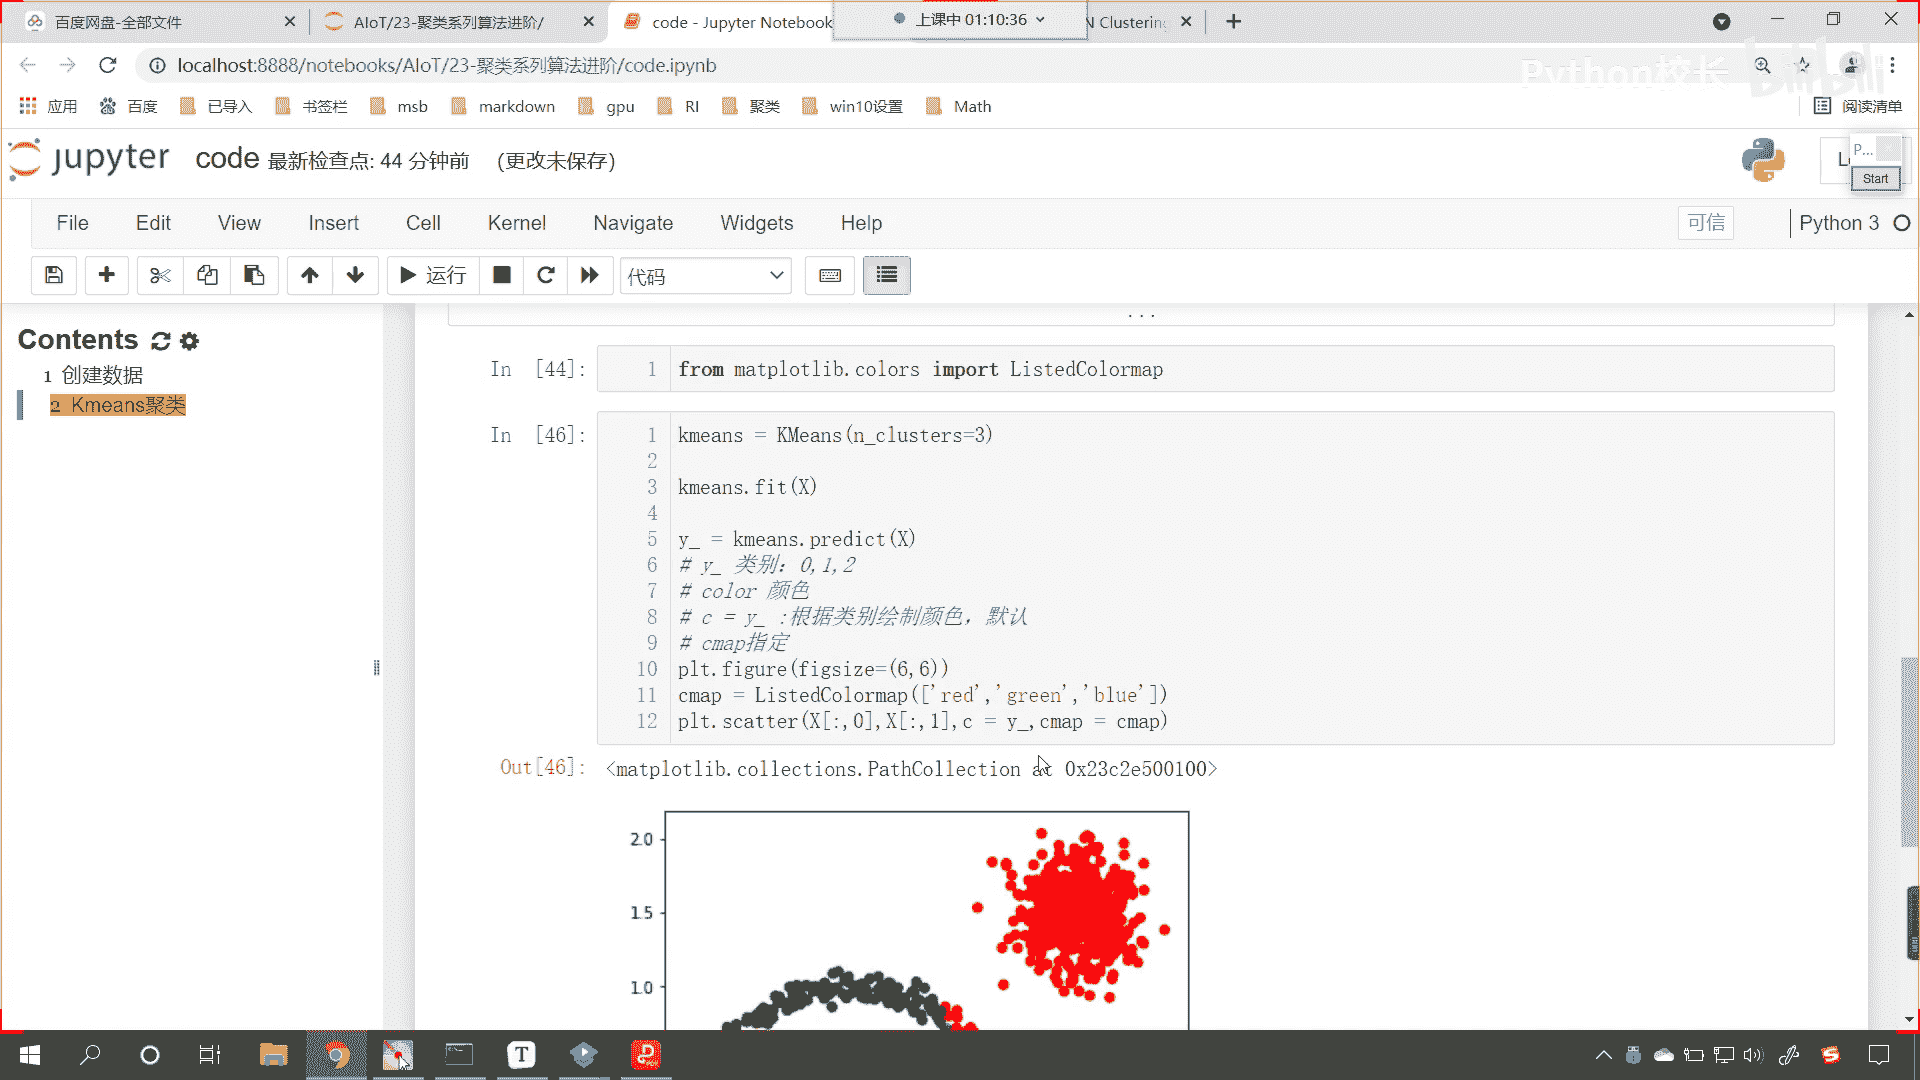 百度网盘-全部文件
AIoT/23-聚类系列算法进阶/
code - Jupyter Notebook
上课中 01:10:36
N Clustering
localhost:8888/notebooks/AIoT/23-聚类系列算法进阶/code.ipynb
Python校长
bilibili
应用
百度
已导入
书签栏
msb
markdown
gpu
RI
聚类
win10设置
Math
阅读清单
jupyter
code 最新检查点: 44 分钟前 (更改未保存)
P...
Start
File
Edit
View
Insert
Cell
Kernel
Navigate
Widgets
Help
可信
Python 3
运行
代码
Contents
1 创建数据
2 Kmeans聚类
...
In [44]:
1 from matplotlib.colors import ListedColormap
In [46]:
1 kmeans = KMeans(n_clusters=3)
2
3 kmeans.fit(X)
4
5 y_ = kmeans.predict(X)
6 # y_ 类别：0,1,2
7 # color 颜色
8 # c = y_ :根据类别绘制颜色，默认
9 # cmap指定
10 plt.figure(figsize=(6,6))
11 cmap = ListedColormap(['red','green','blue'])
12 plt.scatter(X[:,0],X[:,1],c = y_,cmap = cmap)
Out[46]: <matplotlib.collections.PathCollection at 0x23c2e500100>
2.0
1.5
1.0